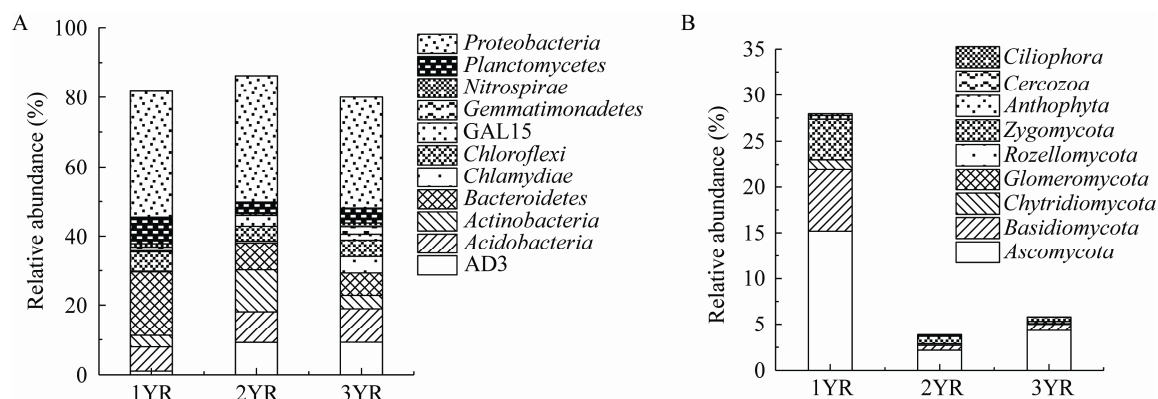 A
100
80
60
40
20
0
Relative abundance (%)
1YR 2YR 3YR
Proteobacteria
Planctomycetes
Nitrospirae
Gemmatimonadetes
GAL15
Chloroflexi
Chlamydiae
Bacteroidetes
Actinobacteria
Acidobacteria
AD3
B
35
30
25
20
15
10
5
0
Relative abundance (%)
1YR 2YR 3YR
Ciliophora
Cercozoa
Anthophyta
Zygomycota
Rozellomycota
Glomeromycota
Chytridiomycota
Basidiomycota
Ascomycota